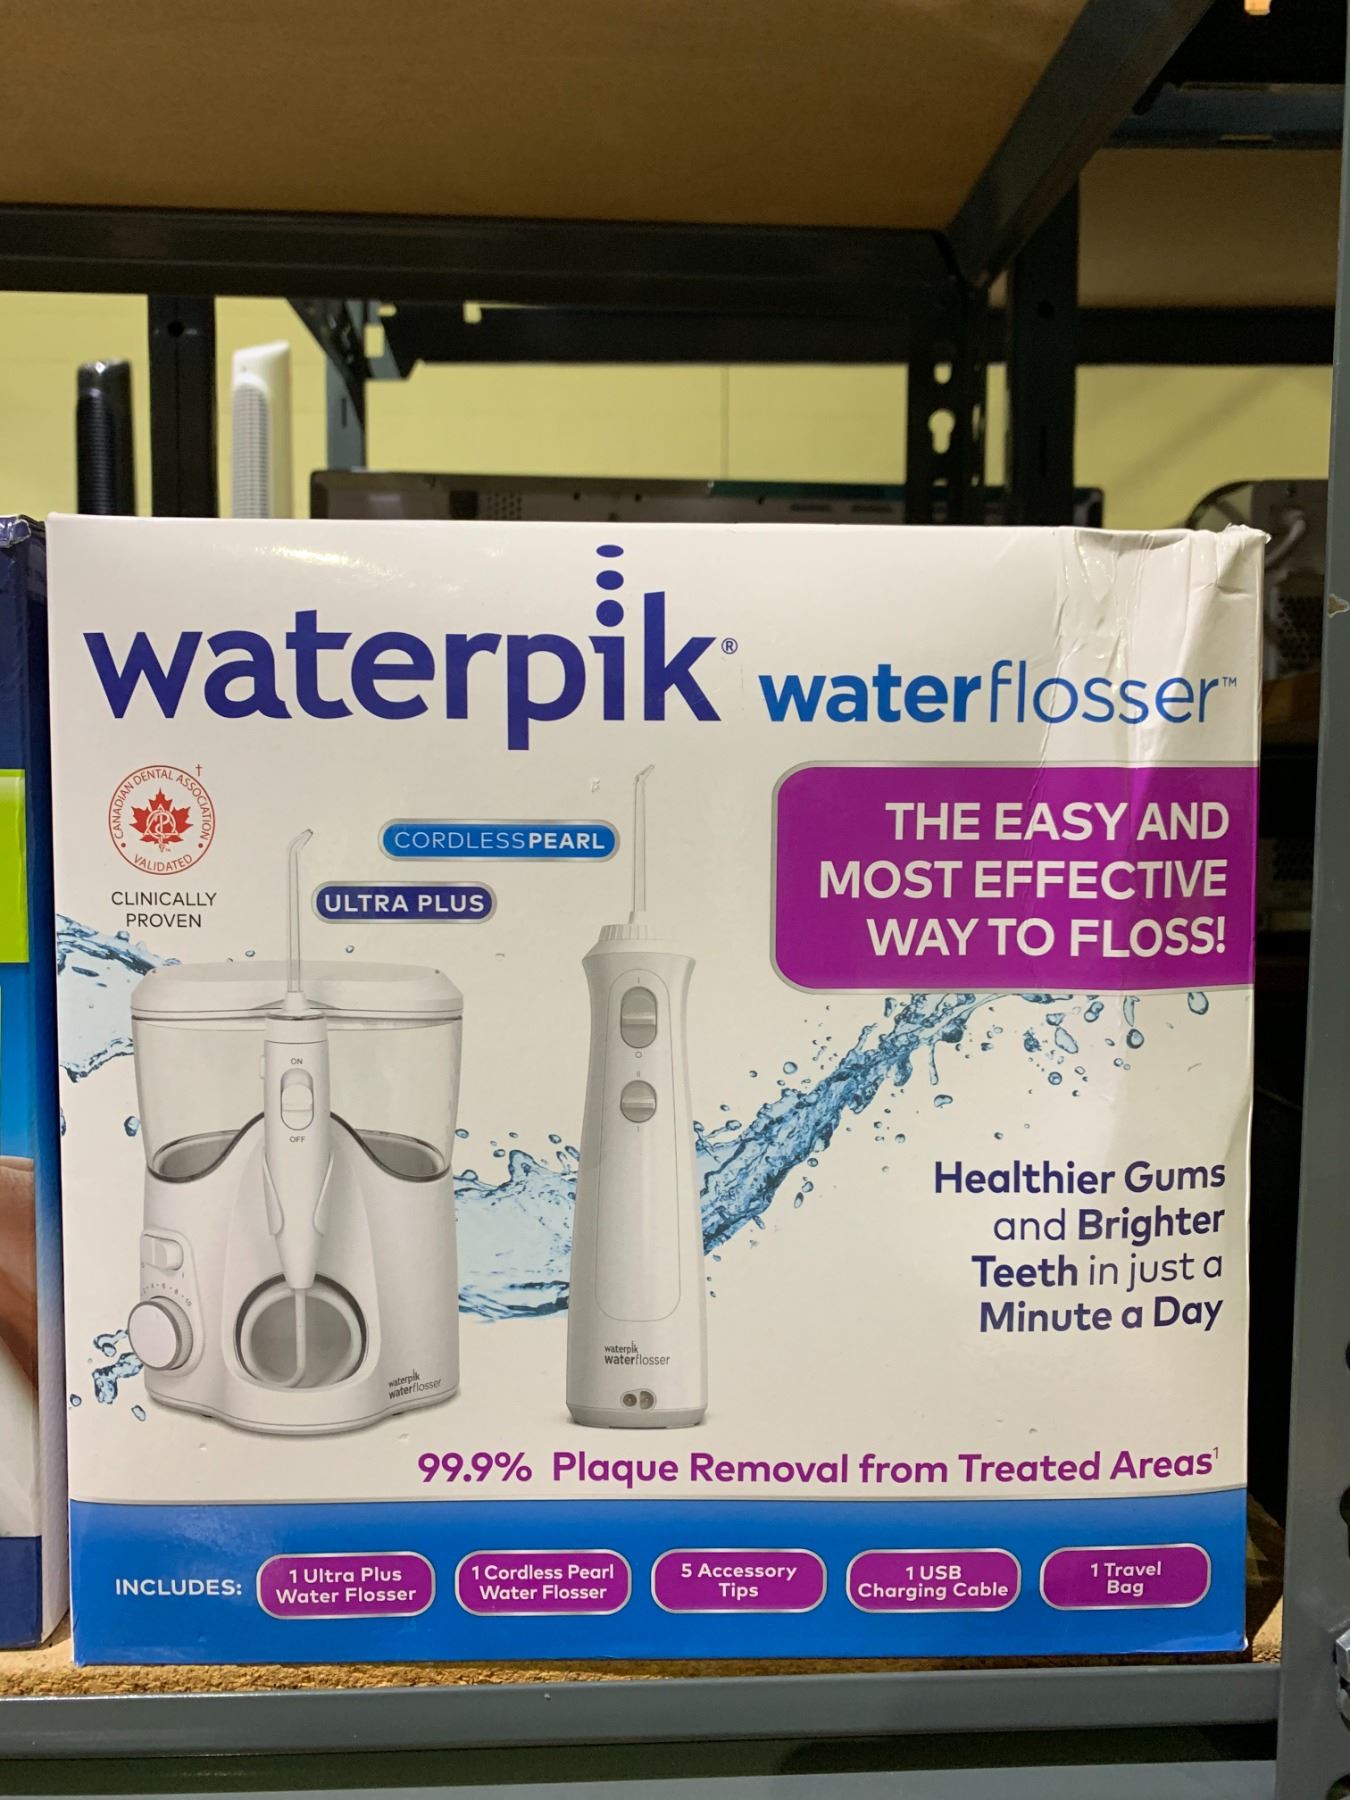 waterpik® waterflosser™
CANADIAN DENTAL ASSOCIATION †
VALIDATED
CLINICALLY
PROVEN
CORDLESS PEARL
ULTRA PLUS
THE EASY AND
MOST EFFECTIVE
WAY TO FLOSS!
ON
OFF
waterpik
waterflosser
waterpik
waterflosser
Healthier Gums
and Brighter
Teeth in just a
Minute a Day
99.9% Plaque Removal from Treated Areas¹
INCLUDES:
1 Ultra Plus
Water Flosser
1 Cordless Pearl
Water Flosser
5 Accessory
Tips
1 USB
Charging Cable
1 Travel
Bag